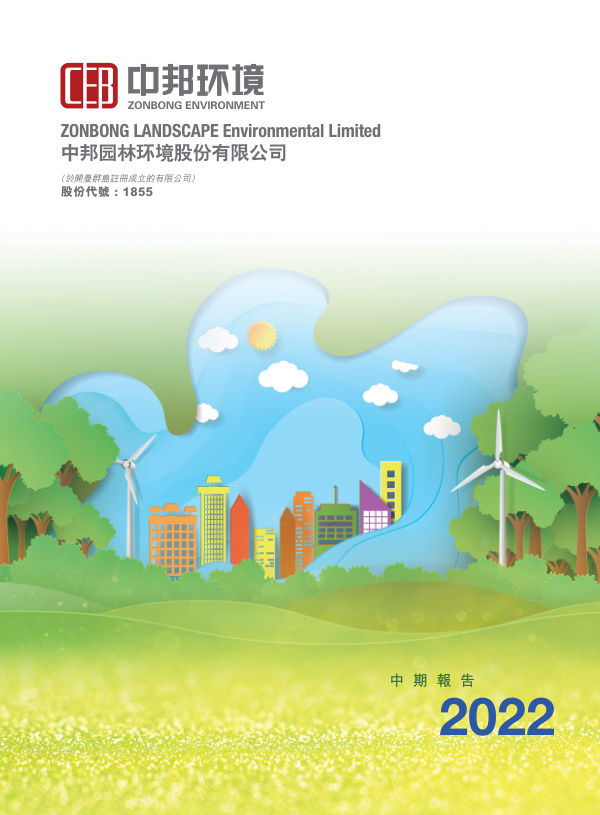 CEB 中邦环境
ZONBONG ENVIRONMENT
ZONBONG LANDSCAPE Environmental Limited
中邦园林环境股份有限公司
（於開曼群島註冊成立的有限公司）
股份代號：1855
中期報告
2022